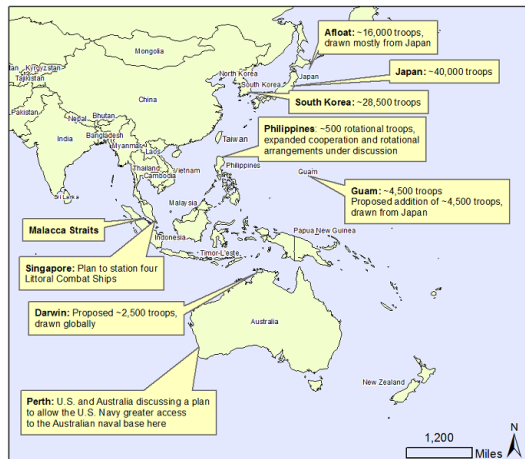 Afloat: ~16,000 troops,
drawn mostly from Japan
Mongolia
Kyrgyzstan
Tajikistan
North Korea
Japan
Japan: ~40,000 troops
South Korea
China
South Korea: ~28,500 troops
Pakistan
Nepal
Bhutan
Bangladesh
India
Myanmar
Laos
Taiwan
Philippines: ~500 rotational troops,
expanded cooperation and rotational
arrangements under discussion
Thailand
Vietnam
Cambodia
Philippines
Guam
Sri Lanka
Malaysia
Guam: ~4,500 troops
Proposed addition of ~4,500 troops,
drawn from Japan
Malacca Straits
Indonesia
Papua New Guinea
Timor-Leste
Singapore: Plan to station four
Littoral Combat Ships
Darwin: Proposed ~2,500 troops,
drawn globally
Australia
New Zealand
Perth: U.S. and Australia discussing a plan
to allow the U.S. Navy greater access
to the Australian naval base here
N
1,200
Miles